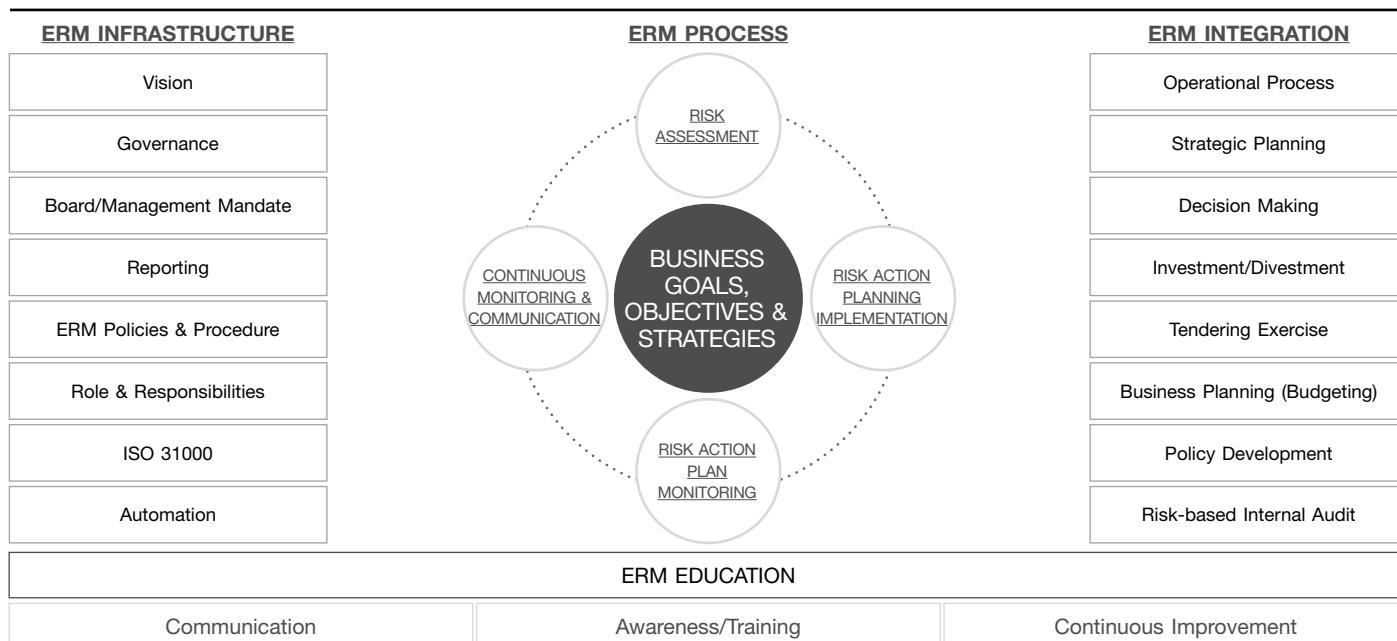 ERM INFRASTRUCTURE
Vision
Governance
Board/Management Mandate
Reporting
ERM Policies & Procedure
Role & Responsibilities
ISO 31000
Automation
ERM PROCESS
RISK
ASSESSMENT
CONTINUOUS
MONITORING &
COMMUNICATION
BUSINESS
GOALS,
OBJECTIVES &
STRATEGIES
RISK ACTION
PLANNING
IMPLEMENTATION
RISK ACTION
PLAN
MONITORING
ERM INTEGRATION
Operational Process
Strategic Planning
Decision Making
Investment/Divestment
Tendering Exercise
Business Planning (Budgeting)
Policy Development
Risk-based Internal Audit
ERM EDUCATION
Communication
Awareness/Training
Continuous Improvement